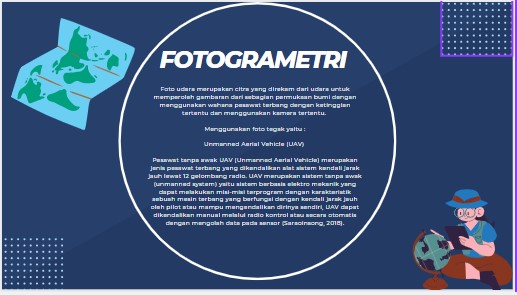 FOTOGRAMETRI
Foto udara merupakan citra yang direkam dari udara untuk
memperoleh gambaran dari sebagian permukaan bumi dengan
menggunakan wahana pesawat terbang dengan ketinggian
tertentu dan menggunakan kamera tertentu.
Menggunakan foto tegak yaitu :
Unmanned Aerial Vehicle (UAV)
Pesawat tanpa awak UAV (Unmanned Aerial Vehicle) merupakan
jenis pesawat terbang yang dikendalikan alat sistem kendali jarak
jauh lewat 12 gelombang radio. UAV merupakan sistem tanpa awak
(unmanned system) yaitu sistem berbasis elektro mekanik yang
dapat melakukan misi-misi terprogram dengan karakteristik
sebuah mesin terbang yang berfungsi dengan kendali jarak jauh
oleh pilot atau mampu mengendalikan dirinya sendiri, UAV dapat
dikendalikan manual melalui radio kontrol atau secara otomatis
dengan mengolah data pada sensor (Saroinsong, 2018).